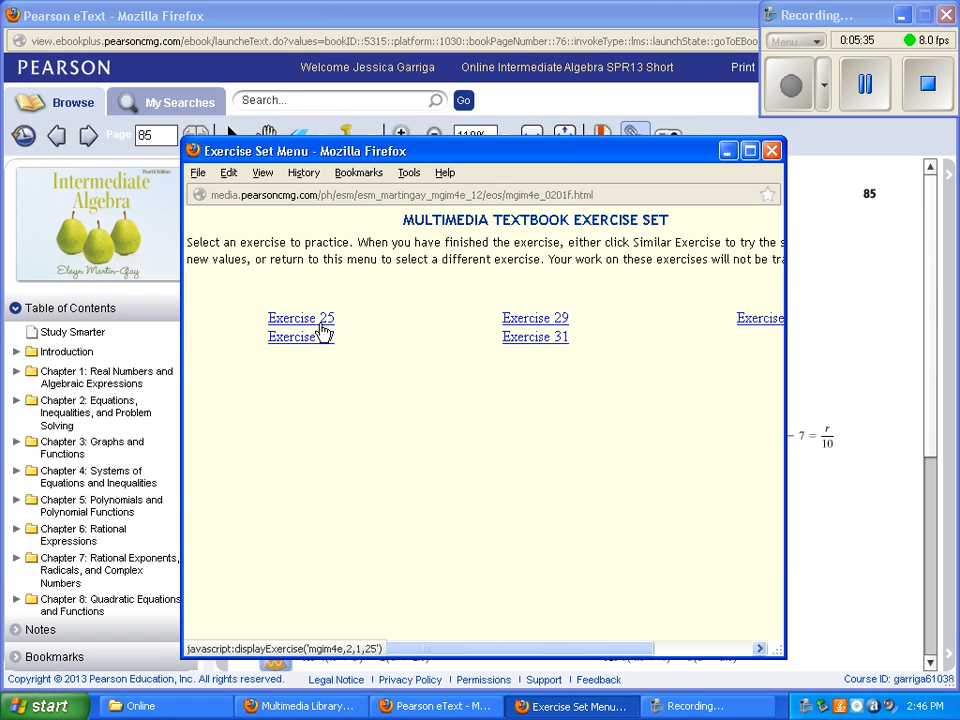 Pearson eText - Mozilla Firefox
Recording...
view.ebookplus.pearsoncmg.com/ebook/launcheText.do?values=bookID::5315::platform::1030::bookPageNumber::76::invokeType::lms::launchState::goToEBoo
Menu
0:05:35
8.0 fps
PEARSON
Welcome Jessica Garriga
Online Intermediate Algebra SPR13 Short
Print
Browse
My Searches
Search...
Go
Page
85
110%
Exercise Set Menu - Mozilla Firefox
File Edit View History Bookmarks Tools Help
media.pearsoncmg.com/ph/esm/esm_martingay_mgim4e_12/eos/mgim4e_0201f.html
85
Intermediate
Algebra
Elayn Martin-Gay
MULTIMEDIA TEXTBOOK EXERCISE SET
Select an exercise to practice. When you have finished the exercise, either click Similar Exercise to try the s
new values, or return to this menu to select a different exercise. Your work on these exercises will not be tra
Exercise 25
Exercise 29
Exercise
Exercise
Exercise 31
Table of Contents
Study Smarter
Introduction
Chapter 1: Real Numbers and
Algebraic Expressions
Chapter 2: Equations,
Inequalities, and Problem
Solving
Chapter 3: Graphs and
Functions
Chapter 4: Systems of
Equations and Inequalities
Chapter 5: Polynomials and
Polynomial Functions
Chapter 6: Rational
Expressions
Chapter 7: Rational Exponents,
Radicals, and Complex
Numbers
Chapter 8: Quadratic Equations
and Functions
Notes
Bookmarks
− 7 = r/10
javascript:displayExercise('mgim4e,2,1,25')
Copyright © 2013 Pearson Education, Inc. All rights reserved.
Legal Notice | Privacy Policy | Permissions | Support | Feedback
Course ID: garriga61038
start
Online
Multimedia Library...
Pearson eText - M...
Exercise Set Menu...
Recording...
2:46 PM